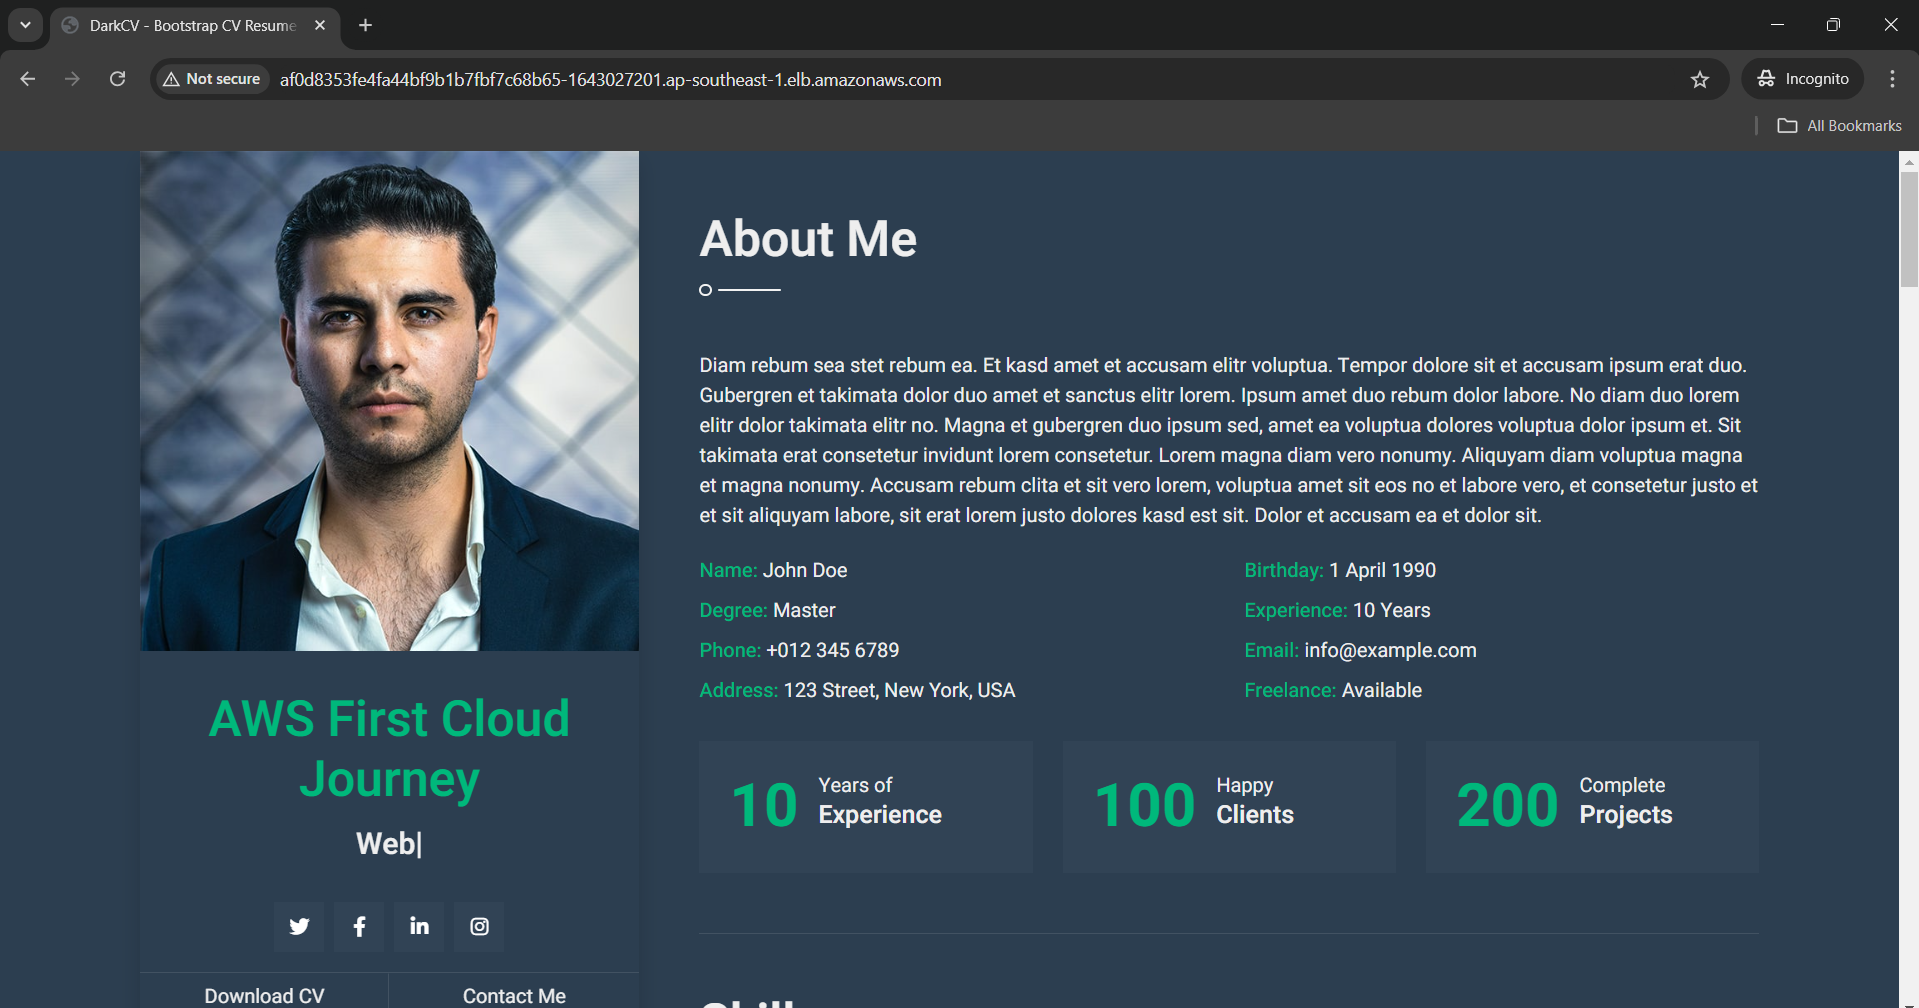 DarkCV - Bootstrap CV Resume
Not secure
af0d8353fe4fa44bf9b1b7fbf7c68b65-1643027201.ap-southeast-1.elb.amazonaws.com
Incognito
All Bookmarks
About Me
Diam rebum sea stet rebum ea. Et kasd amet et accusam elitr voluptua. Tempor dolore sit et accusam ipsum erat duo.
Gubergren et takimata dolor duo amet et sanctus elitr lorem. Ipsum amet duo rebum dolor labore. No diam duo lorem
elitr dolor takimata elitr no. Magna et gubergren duo ipsum sed, amet ea voluptua dolores voluptua dolor ipsum et. Sit
takimata erat consetetur invidunt lorem consetetur. Lorem magna diam vero nonumy. Aliquyam diam voluptua magna
et magna nonumy. Accusam rebum clita et sit vero lorem, voluptua amet sit eos no et labore vero, et consetetur justo et
et sit aliquyam labore, sit erat lorem justo dolores kasd est sit. Dolor et accusam ea et dolor sit.
Name: John Doe
Birthday: 1 April 1990
Degree: Master
Experience: 10 Years
Phone: +012 345 6789
Email: info@example.com
Address: 123 Street, New York, USA
Freelance: Available
10 Years of
Experience
100 Happy
Clients
200 Complete
Projects
AWS First Cloud
Journey
Web|
Download CV
Contact Me